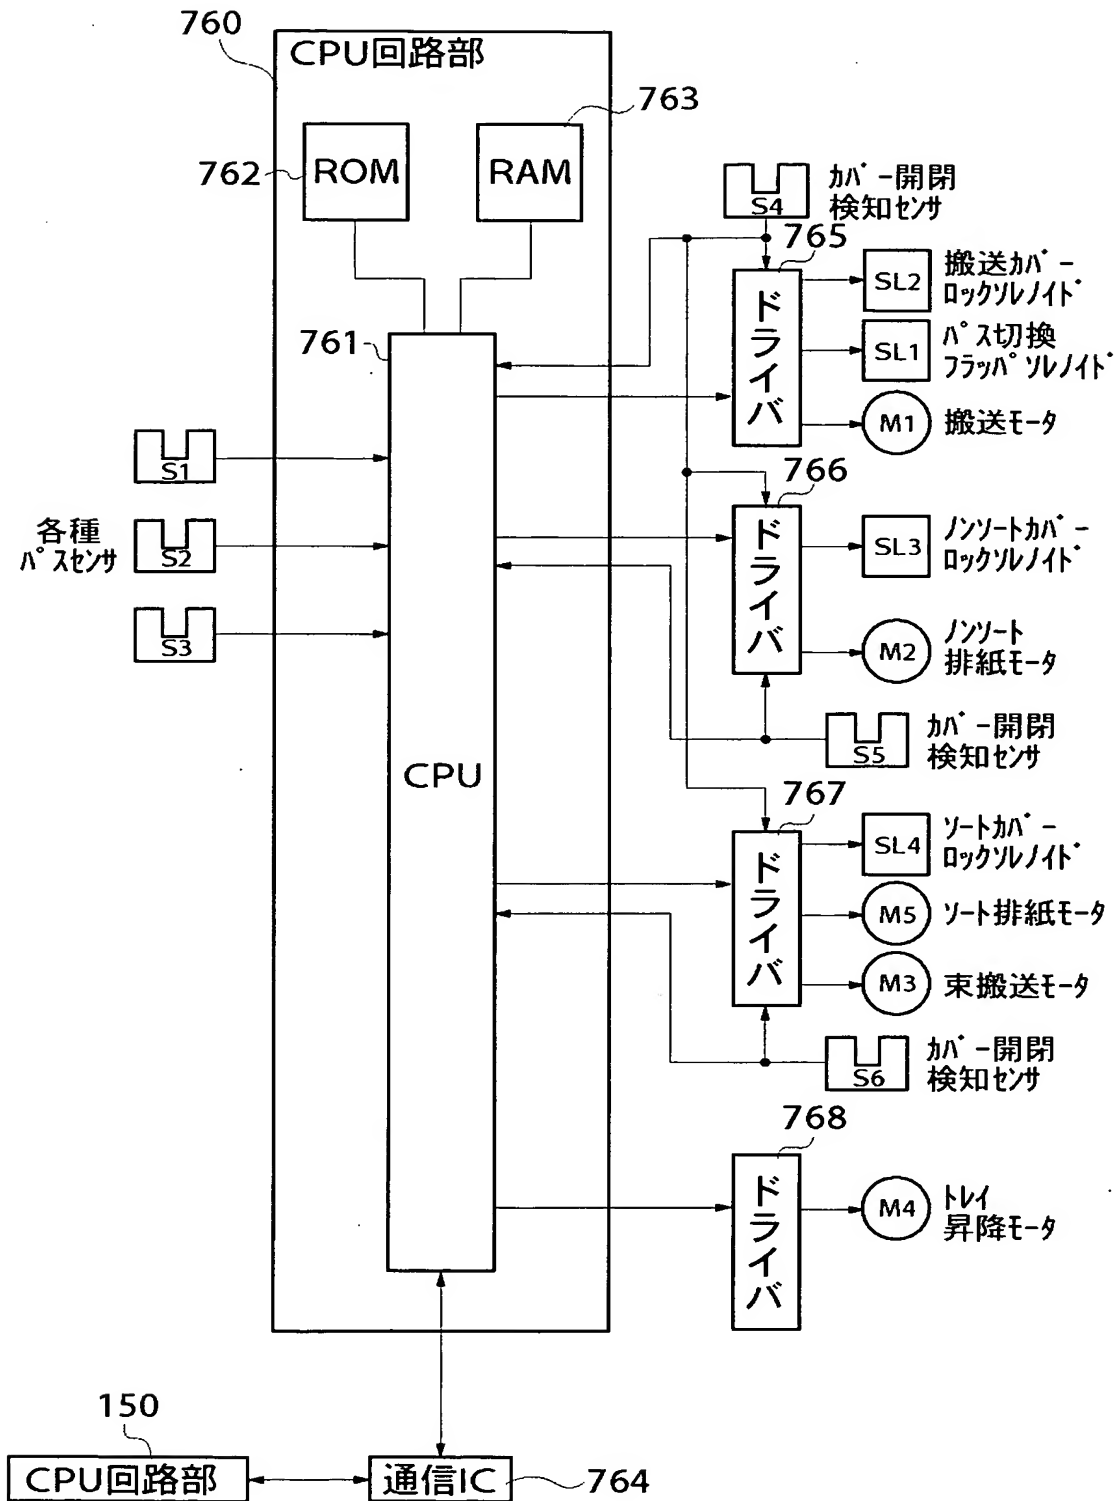 760
CPU回路部
763
762
ROM
RAM
S4
カバー開閉
検知センサ
765
ドライバ
SL2
搬送カバー
ロックソレノイド
761
SL1
パス切換
フラッパソレノイド
M1
搬送モータ
S1
766
ドライバ
各種
パスセンサ
S2
SL3
ノンソートカバー
ロックソレノイド
S3
M2
ノンソート
排紙モータ
S5
カバー開閉
検知センサ
CPU
767
ドライバ
SL4
ソートカバー
ロックソレノイド
M5
ソート排紙モータ
M3
束搬送モータ
S6
カバー開閉
検知センサ
768
ドライバ
M4
トレイ
昇降モータ
150
CPU回路部
通信IC
764